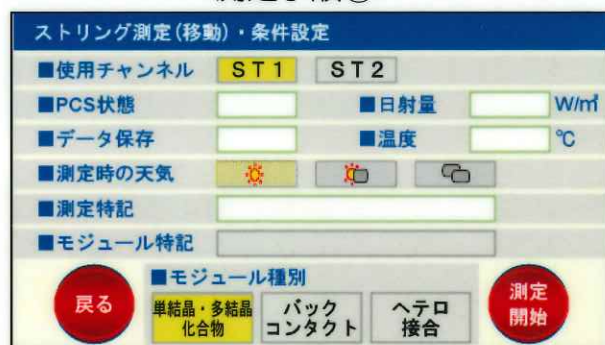 ストリング測定(移動)・条件設定
■使用チャンネル ST1 ST2
■PCS状態 ■日射量 W/㎡
■データ保存 ■温度 ℃
■測定時の天気
■測定特記
■モジュール特記
■モジュール種別
戻る
単結晶・多結晶
化合物
バック
コンタクト
ヘテロ
接合
測定
開始